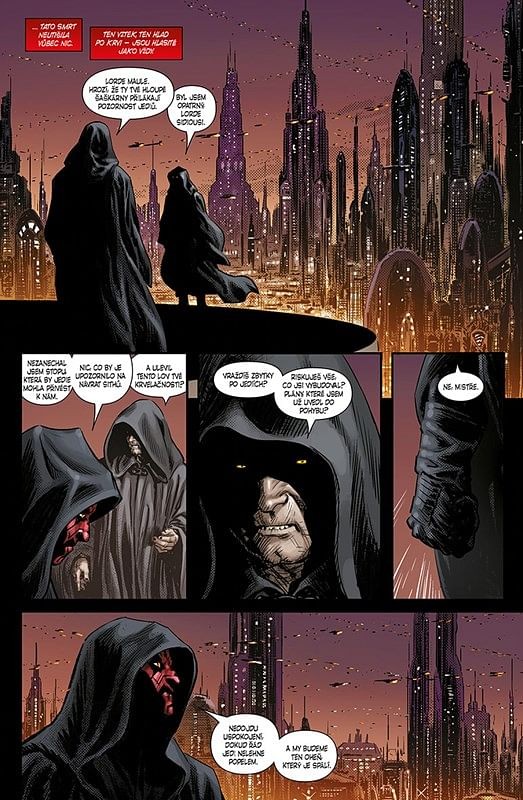 ... TATO SMRT
NEUTIŠILA
VŮBEC NIC.
TEN VZTEK, TEN HLAD
PO KRVI – JSOU HLASITÉ
JAKO VŽDY.
LORDE MAULE.
HROZÍ, ŽE TY TVÉ HLOUPÉ
ŠAŠKÁRNY PŘILÁKAJÍ
POZORNOST JEDIŮ.
BYL JSEM
OPATRNÝ
LORDE
SIDIOUSI.
NEZANECHAL
JSEM STOPU
KTERÁ BY JEDIE
MOHLA PŘIVÉST
K NÁM.
NIC, CO BY JE
UPOZORNILO NA
NÁVRAT SITHŮ.
A ULEVIL
TENTO LOV TVÉ
KRVELAČNOSTI?
VRAŽDÍŠ ZBYTKY
PO JEDIÍCH?
RISKUJEŠ VŠE,
CO JSI VYBUDOVAL?
PLÁNY KTERÉ JSEM
UŽ UVEDL DO
POHYBU?
NE, MISTŘE.
NEDOJDU
USPOKOJENÍ,
DOKUD ŘÁD
JEDI NELEHNE
POPELEM.
A MY BUDEME
TEN OHEŇ,
KTERÝ JE SPÁLÍ.